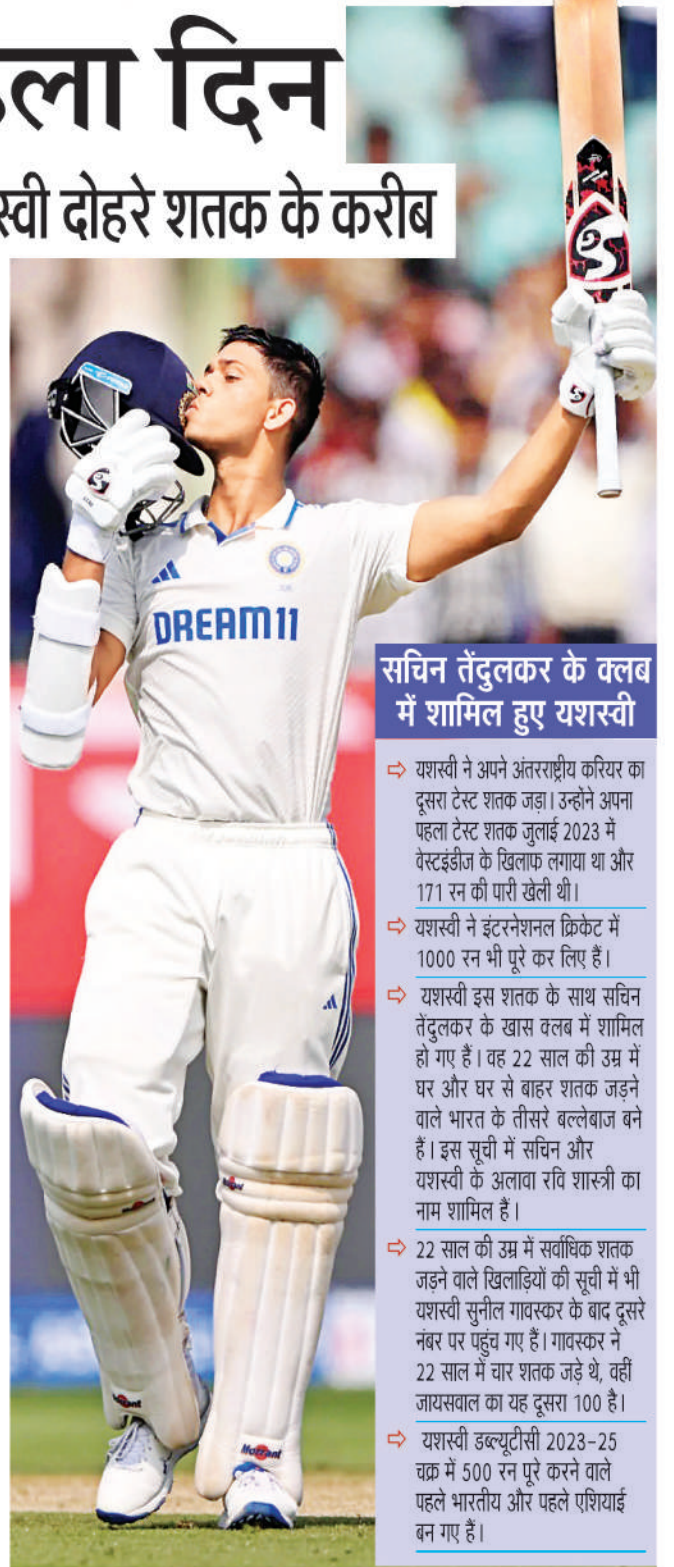 ला दिन
स्वी दोहरे शतक के करीब
DREAM11
सचिन तेंदुलकर के क्लब
में शामिल हुए यशस्वी
यशस्वी ने अपने अंतरराष्ट्रीय करियर का
दूसरा टेस्ट शतक जड़ा। उन्होंने अपना
पहला टेस्ट शतक जुलाई 2023 में
वेस्टइंडीज के खिलाफ लगाया था और
171 रन की पारी खेली थी।
यशस्वी ने इंटरनेशनल क्रिकेट में
1000 रन भी पूरे कर लिए हैं।
यशस्वी इस शतक के साथ सचिन
तेंदुलकर के खास क्लब में शामिल
हो गए हैं। वह 22 साल की उम्र में
घर और घर से बाहर शतक जड़ने
वाले भारत के तीसरे बल्लेबाज बने
हैं। इस सूची में सचिन और
यशस्वी के अलावा रवि शास्त्री का
नाम शामिल हैं।
22 साल की उम्र में सर्वाधिक शतक
जड़ने वाले खिलाड़ियों की सूची में भी
यशस्वी सुनील गावस्कर के बाद दूसरे
नंबर पर पहुंच गए हैं। गावस्कर ने
22 साल में चार शतक जड़े थे, वहीं
जायसवाल का यह दूसरा 100 है।
यशस्वी डब्ल्यूटीसी 2023-25
चक्र में 500 रन पूरे करने वाले
पहले भारतीय और पहले एशियाई
बन गए हैं।